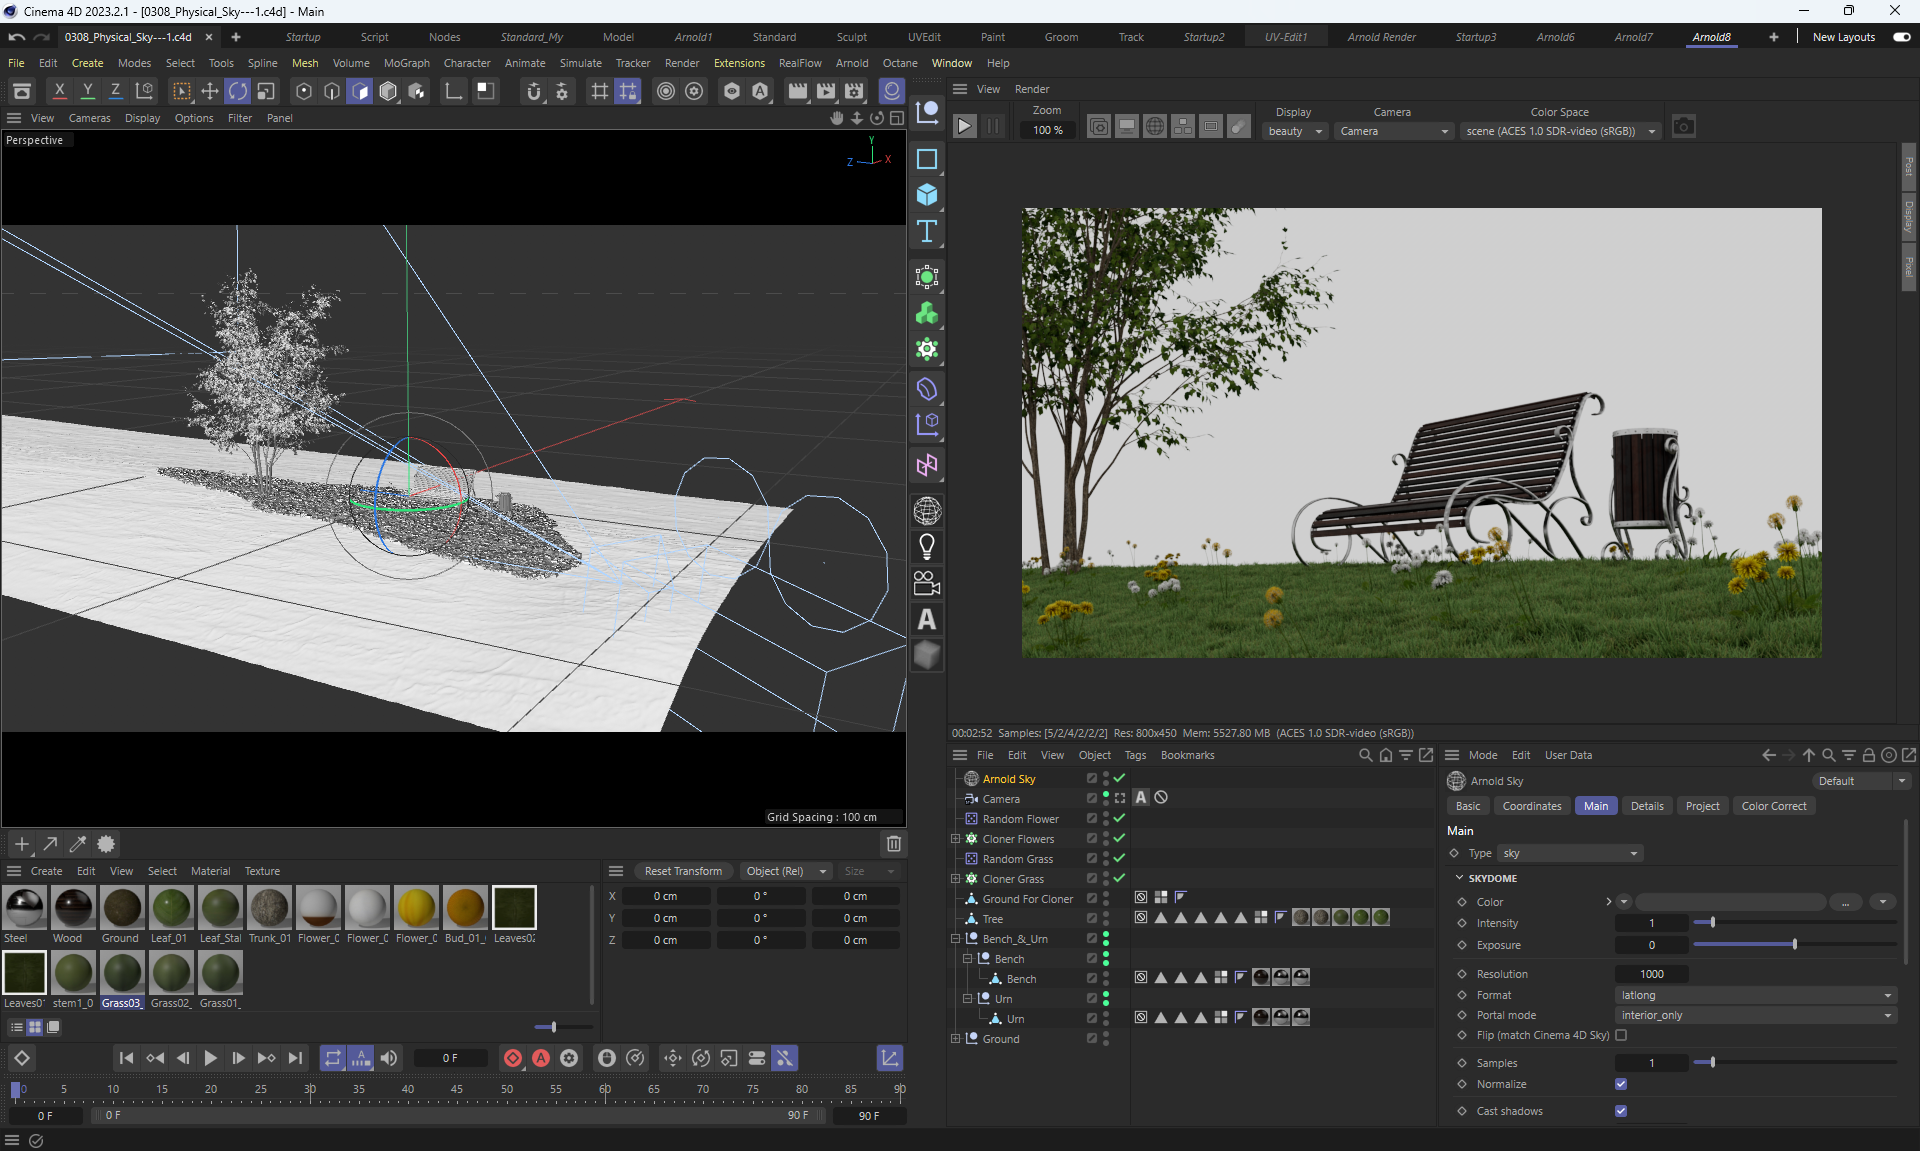 Cinema 4D 2023.2.1 - [0308_Physical_Sky---1.c4d] - Main
0308_Physical_Sky---1.c4d
Startup Script Nodes Standard_My Model Arnold1 Standard Sculpt UVEdit Paint Groom Track Startup2 UV-Edit1 Arnold Render Startup3 Arnold6 Arnold7 Arnold8 New Layouts
File Edit Create Modes Select Tools Spline Mesh Volume MoGraph Character Animate Simulate Tracker Render Extensions RealFlow Arnold Octane Window Help
X Y Z
View Cameras Display Options Filter Panel
Perspective
Y
Z X
Grid Spacing : 100 cm
View Render
Zoom Display Camera Color Space
100 % beauty Camera scene (ACES 1.0 SDR-video (sRGB))
Post
Display
Pixel
00:02:52 Samples: [5/2/4/2/2/2] Res: 800x450 Mem: 5527.80 MB (ACES 1.0 SDR-video (sRGB))
File Edit View Object Tags Bookmarks
Arnold Sky
Camera
Random Flower
Cloner Flowers
Random Grass
Cloner Grass
Ground For Cloner
Tree
Bench_&_Urn
Bench
Bench
Urn
Urn
Ground
Mode Edit User Data
Arnold Sky Default
Basic Coordinates Main Details Project Color Correct
Main
Type sky
SKYDOME
Color ...
Intensity 1
Exposure 0
Resolution 1000
Format latlong
Portal mode interior_only
Flip (match Cinema 4D Sky)
Samples 1
Normalize
Cast shadows
Create Edit View Select Material Texture
Steel Wood Ground Leaf_01 Leaf_Stal Trunk_01 Flower_0 Flower_0 Flower_0 Bud_01_ Leaves02
Leaves01 stem1_0 Grass03_ Grass02_ Grass01_
Reset Transform Object (Rel) Size
X 0 cm 0 ° 0 cm
Y 0 cm 0 ° 0 cm
Z 0 cm 0 ° 0 cm
0 F
0 5 10 15 20 25 30 35 40 45 50 55 60 65 70 75 80 85 90
0 F 0 F 90 F 90 F